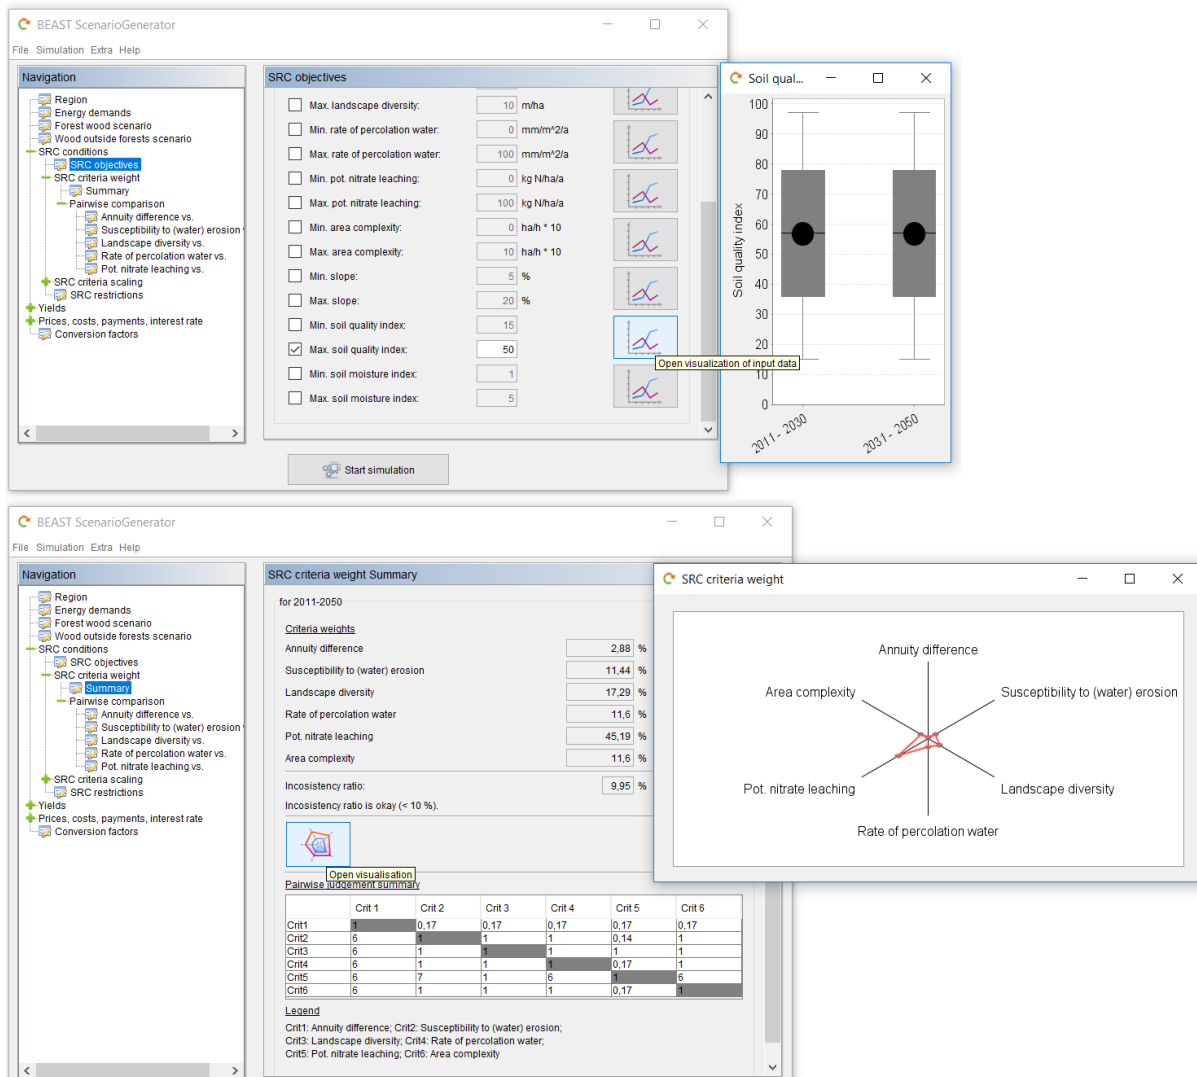 BEAST ScenarioGenerator
File Simulation Extra Help
Navigation
Region
Energy demands
Forest wood scenario
Wood outside forests scenario
SRC conditions
SRC objectives
SRC criteria weight
Summary
Pairwise comparison
Annuity difference vs.
Susceptibility to (water) erosion v
Landscape diversity vs.
Rate of percolation water vs.
Pot. nitrate leaching vs.
SRC criteria scaling
SRC restrictions
Yields
Prices, costs, payments, interest rate
Conversion factors
SRC objectives
Max. landscape diversity: 10 m/ha
Min. rate of percolation water: 0 mm/m^2/a
Max. rate of percolation water: 100 mm/m^2/a
Min. pot. nitrate leaching: 0 kg N/ha/a
Max. pot. nitrate leaching: 100 kg N/ha/a
Min. area complexity: 0 ha/h * 10
Max. area complexity: 10 ha/h * 10
Min. slope: 5 %
Max. slope: 20 %
Min. soil quality index: 15
Max. soil quality index: 50
Min. soil moisture index: 1
Max. soil moisture index: 5
Open visualization of input data
Start simulation
Soil qual...
Soil quality index
100
90
80
70
60
50
40
30
20
10
0
2011 - 2030
2031 - 2050
BEAST ScenarioGenerator
File Simulation Extra Help
Navigation
Region
Energy demands
Forest wood scenario
Wood outside forests scenario
SRC conditions
SRC objectives
SRC criteria weight
Summary
Pairwise comparison
Annuity difference vs.
Susceptibility to (water) erosion v
Landscape diversity vs.
Rate of percolation water vs.
Pot. nitrate leaching vs.
SRC criteria scaling
SRC restrictions
Yields
Prices, costs, payments, interest rate
Conversion factors
SRC criteria weight Summary
for 2011-2050
Criteria weights
Annuity difference 2,88 %
Susceptibility to (water) erosion 11,44 %
Landscape diversity 17,29 %
Rate of percolation water 11,6 %
Pot. nitrate leaching 45,19 %
Area complexity 11,6 %
Incosistency ratio: 9,95 %
Incosistency ratio is okay (< 10 %).
Open visualisation
Pairwise judgement summary
Crit 1 Crit 2 Crit 3 Crit 4 Crit 5 Crit 6
Crit1 1 0,17 0,17 0,17 0,17 0,17
Crit2 6 1 1 1 0,14 1
Crit3 6 1 1 1 1 1
Crit4 6 1 1 1 0,17 1
Crit5 6 7 1 6 1 6
Crit6 6 1 1 1 0,17 1
Legend
Crit1: Annuity difference; Crit2: Susceptibility to (water) erosion;
Crit3: Landscape diversity; Crit4: Rate of percolation water;
Crit5: Pot. nitrate leaching; Crit6: Area complexity
SRC criteria weight
Annuity difference
Area complexity
Susceptibility to (water) erosion
Pot. nitrate leaching
Landscape diversity
Rate of percolation water